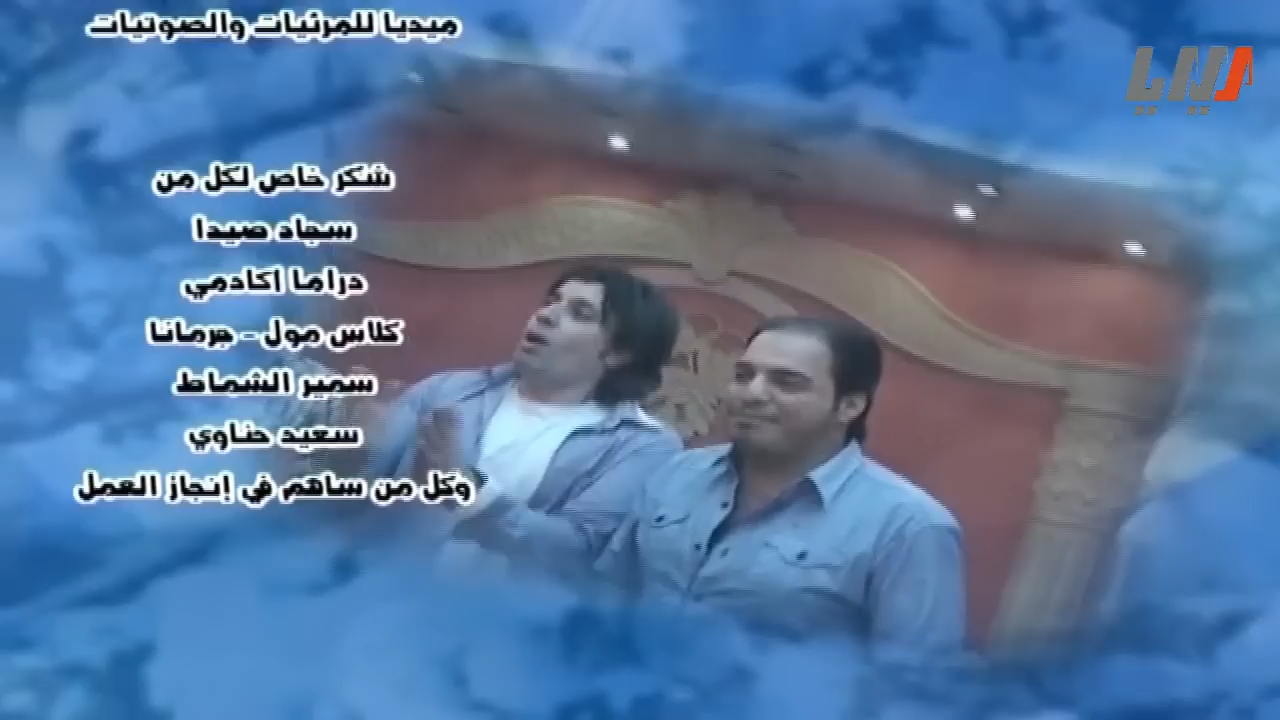 ميديا للمرئيات والصوتيات
شكر خاص لكل من
سجاد صيدا
دراما اكادمي
كلاس مول - جرمانا
سمير الشماط
سعيد حناوي
وكل من ساهم في إنجاز العمل